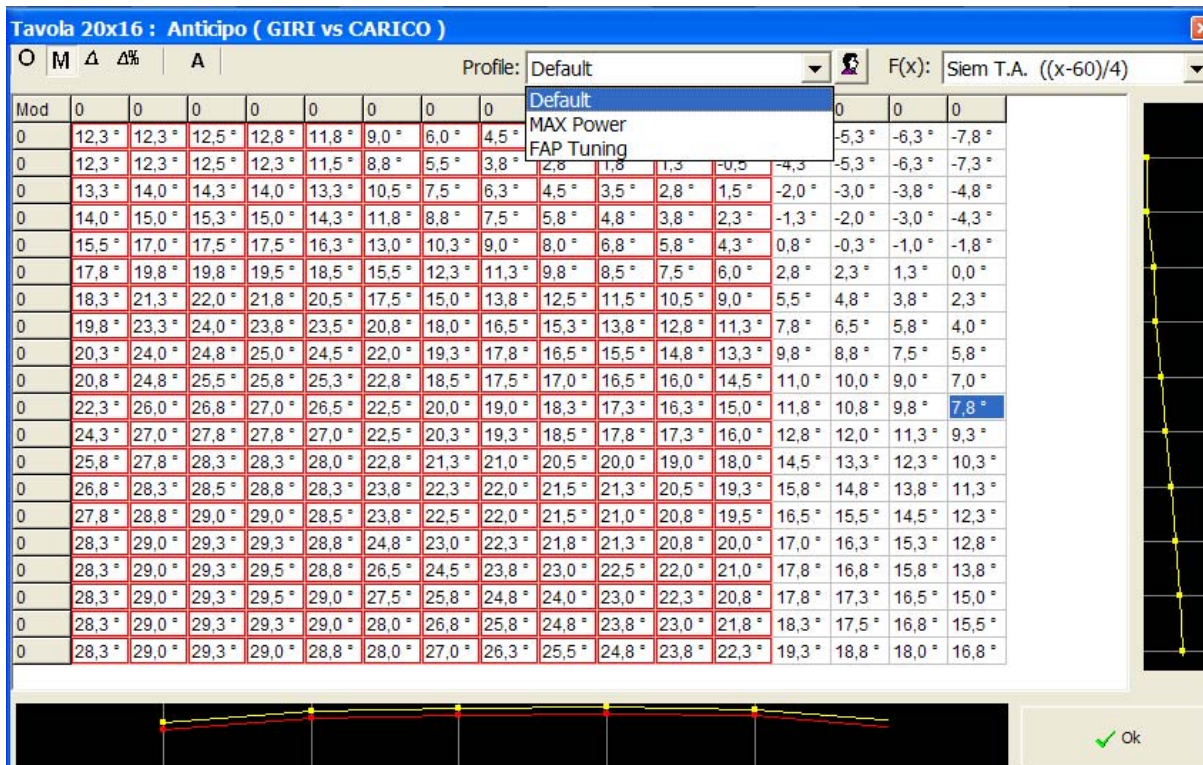 Tavola 20x16 : Anticipo ( GIRI vs CARICO )
O M Δ Δ% A Profile: Default F(x): Siem T.A. ((x-60)/4)
Default
MAX Power
FAP Tuning
Mod 0 0 0 0 0 0 0 0 0 0 0
0 12,3 ° 12,3 ° 12,5 ° 12,8 ° 11,8 ° 9,0 ° 6,0 ° 4,5 ° -5,3 ° -6,3 ° -7,8 °
0 12,3 ° 12,3 ° 12,5 ° 12,3 ° 11,5 ° 8,8 ° 5,5 ° 3,8 ° 2,8 ° 1,8 ° 1,3 ° -0,5 ° -4,3 ° -5,3 ° -6,3 ° -7,3 °
0 13,3 ° 14,0 ° 14,3 ° 14,0 ° 13,3 ° 10,5 ° 7,5 ° 6,3 ° 4,5 ° 3,5 ° 2,8 ° 1,5 ° -2,0 ° -3,0 ° -3,8 ° -4,8 °
0 14,0 ° 15,0 ° 15,3 ° 15,0 ° 14,3 ° 11,8 ° 8,8 ° 7,5 ° 5,8 ° 4,8 ° 3,8 ° 2,3 ° -1,3 ° -2,0 ° -3,0 ° -4,3 °
0 15,5 ° 17,0 ° 17,5 ° 17,5 ° 16,3 ° 13,0 ° 10,3 ° 9,0 ° 8,0 ° 6,8 ° 5,8 ° 4,3 ° 0,8 ° -0,3 ° -1,0 ° -1,8 °
0 17,8 ° 19,8 ° 19,8 ° 19,5 ° 18,5 ° 15,5 ° 12,3 ° 11,3 ° 9,8 ° 8,5 ° 7,5 ° 6,0 ° 2,8 ° 2,3 ° 1,3 ° 0,0 °
0 18,3 ° 21,3 ° 22,0 ° 21,8 ° 20,5 ° 17,5 ° 15,0 ° 13,8 ° 12,5 ° 11,5 ° 10,5 ° 9,0 ° 5,5 ° 4,8 ° 3,8 ° 2,3 °
0 19,8 ° 23,3 ° 24,0 ° 23,8 ° 23,5 ° 20,8 ° 18,0 ° 16,5 ° 15,3 ° 13,8 ° 12,8 ° 11,3 ° 7,8 ° 6,5 ° 5,8 ° 4,0 °
0 20,3 ° 24,0 ° 24,8 ° 25,0 ° 24,5 ° 22,0 ° 19,3 ° 17,8 ° 16,5 ° 15,5 ° 14,8 ° 13,3 ° 9,8 ° 8,8 ° 7,5 ° 5,8 °
0 20,8 ° 24,8 ° 25,5 ° 25,8 ° 25,3 ° 22,8 ° 18,5 ° 17,5 ° 17,0 ° 16,5 ° 16,0 ° 14,5 ° 11,0 ° 10,0 ° 9,0 ° 7,0 °
0 22,3 ° 26,0 ° 26,8 ° 27,0 ° 26,5 ° 22,5 ° 20,0 ° 19,0 ° 18,3 ° 17,3 ° 16,3 ° 15,0 ° 11,8 ° 10,8 ° 9,8 ° 7,8 °
0 24,3 ° 27,0 ° 27,8 ° 27,8 ° 27,0 ° 22,5 ° 20,3 ° 19,3 ° 18,5 ° 17,8 ° 17,3 ° 16,0 ° 12,8 ° 12,0 ° 11,3 ° 9,3 °
0 25,8 ° 27,8 ° 28,3 ° 28,3 ° 28,0 ° 22,8 ° 21,3 ° 21,0 ° 20,5 ° 20,0 ° 19,0 ° 18,0 ° 14,5 ° 13,3 ° 12,3 ° 10,3 °
0 26,8 ° 28,3 ° 28,5 ° 28,8 ° 28,3 ° 23,8 ° 22,3 ° 22,0 ° 21,5 ° 21,3 ° 20,5 ° 19,3 ° 15,8 ° 14,8 ° 13,8 ° 11,3 °
0 27,8 ° 28,8 ° 29,0 ° 29,0 ° 28,5 ° 23,8 ° 22,5 ° 22,0 ° 21,5 ° 21,0 ° 20,8 ° 19,5 ° 16,5 ° 15,5 ° 14,5 ° 12,3 °
0 28,3 ° 29,0 ° 29,3 ° 29,3 ° 28,8 ° 24,8 ° 23,0 ° 22,3 ° 21,8 ° 21,3 ° 20,8 ° 20,0 ° 17,0 ° 16,3 ° 15,3 ° 12,8 °
0 28,3 ° 29,0 ° 29,3 ° 29,5 ° 28,8 ° 26,5 ° 24,5 ° 23,8 ° 23,0 ° 22,5 ° 22,0 ° 21,0 ° 17,8 ° 16,8 ° 15,8 ° 13,8 °
0 28,3 ° 29,0 ° 29,3 ° 29,5 ° 29,0 ° 27,5 ° 25,8 ° 24,8 ° 24,0 ° 23,0 ° 22,3 ° 20,8 ° 17,8 ° 17,3 ° 16,5 ° 15,0 °
0 28,3 ° 29,0 ° 29,3 ° 29,3 ° 29,0 ° 28,0 ° 26,8 ° 25,8 ° 24,8 ° 23,8 ° 23,0 ° 21,8 ° 18,3 ° 17,5 ° 16,8 ° 15,5 °
0 28,3 ° 29,0 ° 29,3 ° 29,0 ° 28,8 ° 28,0 ° 27,0 ° 26,3 ° 25,5 ° 24,8 ° 23,8 ° 22,3 ° 19,3 ° 18,8 ° 18,0 ° 16,8 °
Ok